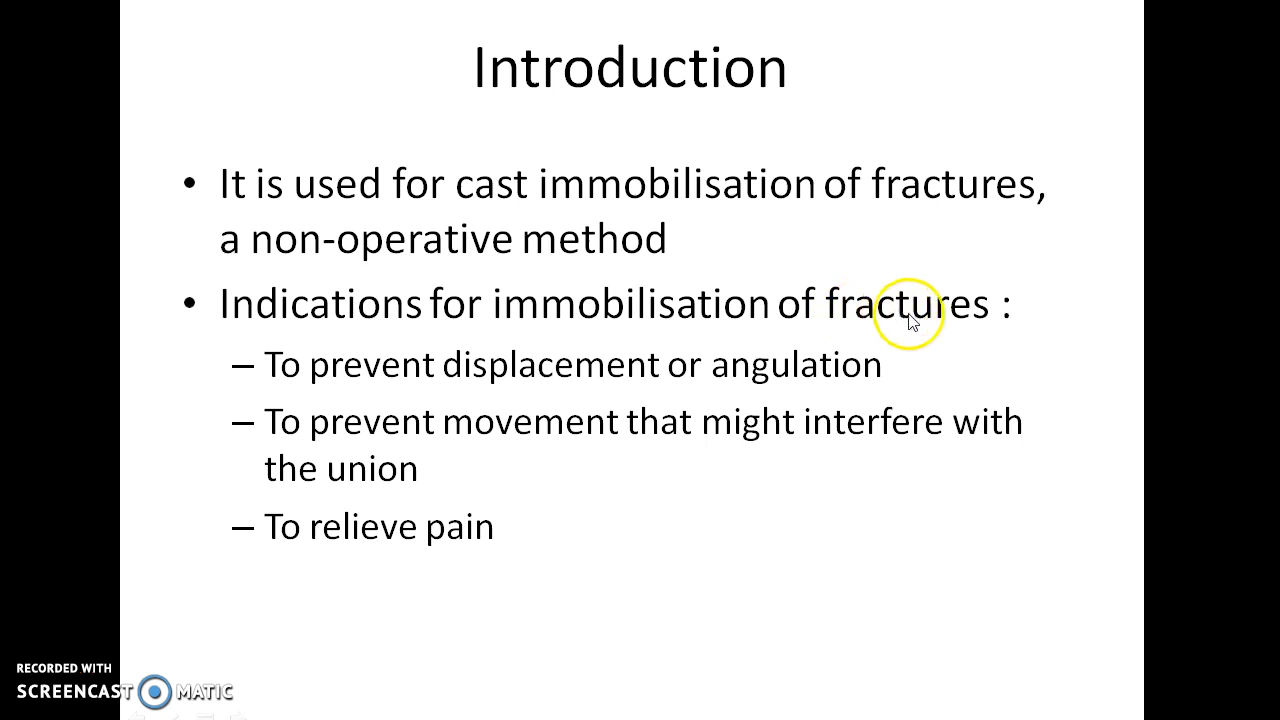 Introduction
• It is used for cast immobilisation of fractures,
a non-operative method
• Indications for immobilisation of fractures :
– To prevent displacement or angulation
– To prevent movement that might interfere with
the union
– To relieve pain
RECORDED WITH
SCREENCAST MATIC